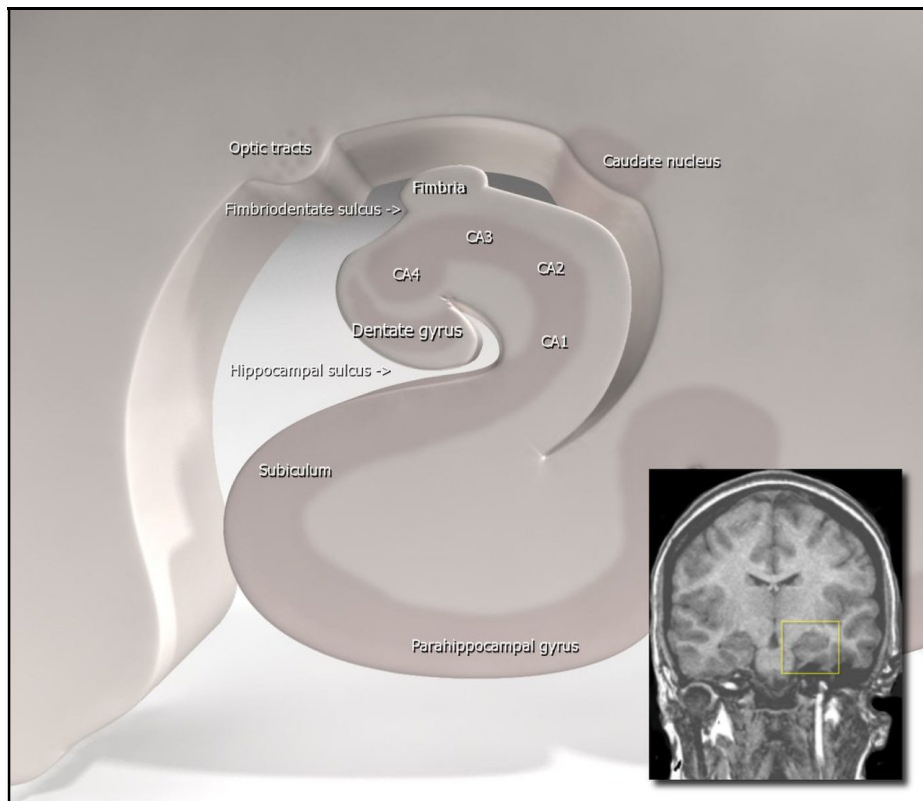 Optic tracts
Caudate nucleus
Fimbria
Fimbriodentate sulcus ->
CA3
CA4
CA2
Dentate gyrus
CA1
Hippocampal sulcus ->
Subiculum
Parahippocampal gyrus